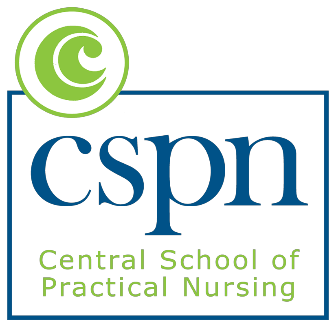 cspn
Central School of
Practical Nursing